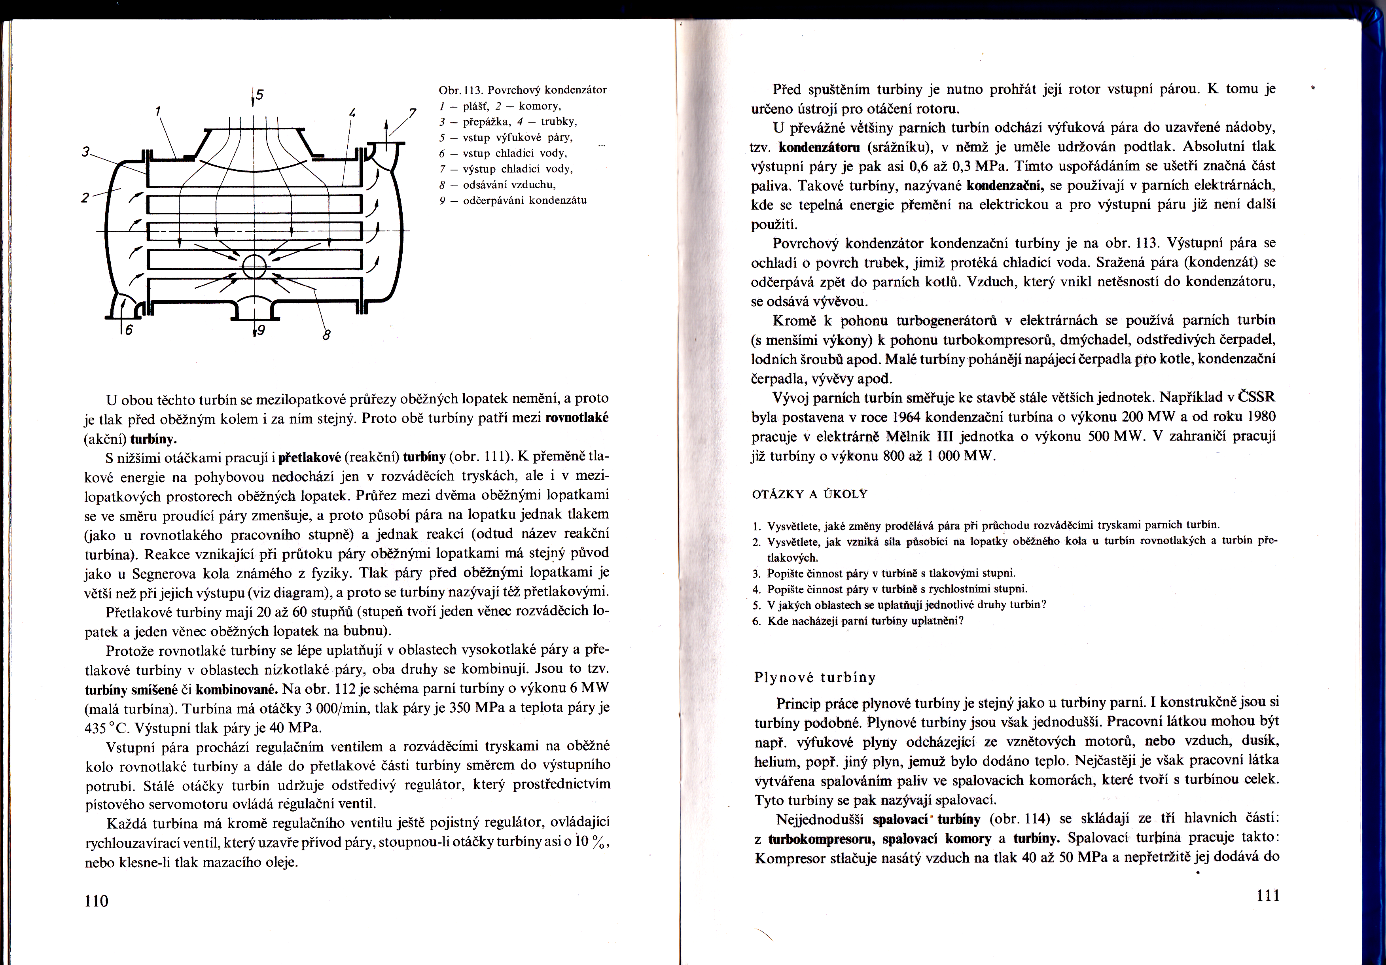 5
1
4
7
3
2
6
9
8
Obr. 113. Povrchový kondenzátor
1 — plášť, 2 — komory,
3 — přepážka, 4 — trubky,
5 — vstup výfukové páry,
6 — vstup chladicí vody,
7 — výstup chladicí vody,
8 — odsávání vzduchu,
9 — odčerpávání kondenzátu
U obou těchto turbín se mezilopatkové průřezy oběžných lopatek nemění, a proto
je tlak před oběžným kolem i za ním stejný. Proto obě turbíny patří mezi rovnotlaké
(akční) turbíny.
S nižšími otáčkami pracují i přetlakové (reakční) turbíny (obr. 111). K přeměně tla-
kové energie na pohybovou nedochází jen v rozváděcích tryskách, ale i v mezi-
lopatkových prostorech oběžných lopatek. Průřez mezi dvěma oběžnými lopatkami
se ve směru proudící páry zmenšuje, a proto působí pára na lopatku jednak tlakem
(jako u rovnotlakého pracovního stupně) a jednak reakcí (odtud název reakční
turbína). Reakce vznikající při průtoku páry oběžnými lopatkami má stejný původ
jako u Segnerova kola známého z fyziky. Tlak páry před oběžnými lopatkami je
větší než při jejich výstupu (viz diagram), a proto se turbíny nazývají též přetlakovými.
Přetlakové turbíny mají 20 až 60 stupňů (stupeň tvoří jeden věnec rozváděcích lo-
patek a jeden věnec oběžných lopatek na bubnu).
Protože rovnotlaké turbíny se lépe uplatňují v oblastech vysokotlaké páry a pře-
tlakové turbíny v oblastech nízkotlaké páry, oba druhy se kombinují. Jsou to tzv.
turbíny smíšené či kombinované. Na obr. 112 je schéma parní turbíny o výkonu 6 MW
(malá turbína). Turbína má otáčky 3 000/min, tlak páry je 350 MPa a teplota páry je
435 °C. Výstupní tlak páry je 40 MPa.
Vstupní pára prochází regulačním ventilem a rozváděcími tryskami na oběžné
kolo rovnotlaké turbíny a dále do přetlakové části turbíny směrem do výstupního
potrubí. Stálé otáčky turbín udržuje odstředivý regulátor, který prostřednictvím
pístového servomotoru ovládá regulační ventil.
Každá turbína má kromě regulačního ventilu ještě pojistný regulátor, ovládající
rychlouzavírací ventil, který uzavře přívod páry, stoupnou-li otáčky turbíny asi o 10 %,
nebo klesne-li tlak mazacího oleje.
110
Před spuštěním turbíny je nutno prohřát její rotor vstupní párou. K tomu je
určeno ústrojí pro otáčení rotoru.
U převážné většiny parních turbín odchází výfuková pára do uzavřené nádoby,
tzv. kondenzátoru (srážníku), v němž je uměle udržován podtlak. Absolutní tlak
výstupní páry je pak asi 0,6 až 0,3 MPa. Tímto uspořádáním se ušetří značná část
paliva. Takové turbíny, nazývané kondenzační, se používají v parních elektrárnách,
kde se tepelná energie přemění na elektrickou a pro výstupní páru již není další
použití.
Povrchový kondenzátor kondenzační turbíny je na obr. 113. Výstupní pára se
ochladí o povrch trubek, jimiž protéká chladicí voda. Sražená pára (kondenzát) se
odčerpává zpět do parních kotlů. Vzduch, který vnikl netěsností do kondenzátoru,
se odsává vývěvou.
Kromě k pohonu turbogenerátorů v elektrárnách se používá parních turbín
(s menšími výkony) k pohonu turbokompresorů, dmýchadel, odstředivých čerpadel,
lodních šroubů apod. Malé turbíny pohánějí napájecí čerpadla pro kotle, kondenzační
čerpadla, vývěvy apod.
Vývoj parních turbín směřuje ke stavbě stále větších jednotek. Například v ČSSR
byla postavena v roce 1964 kondenzační turbína o výkonu 200 MW a od roku 1980
pracuje v elektrárně Mělník III jednotka o výkonu 500 MW. V zahraničí pracují
již turbíny o výkonu 800 až 1 000 MW.
OTÁZKY A ÚKOLY
1. Vysvětlete, jaké změny prodělává pára při průchodu rozváděcími tryskami parních turbín.
2. Vysvětlete, jak vzniká síla působící na lopatky oběžného kola u turbín rovnotlakých a turbín pře-
tlakových.
3. Popište činnost páry v turbíně s tlakovými stupni.
4. Popište činnost páry v turbíně s rychlostními stupni.
5. V jakých oblastech se uplatňují jednotlivé druhy turbín?
6. Kde nacházejí parní turbíny uplatnění?
Plynové turbíny
Princip práce plynové turbíny je stejný jako u turbíny parní. I konstrukčně jsou si
turbíny podobné. Plynové turbíny jsou však jednodušší. Pracovní látkou mohou být
např. výfukové plyny odcházející ze vznětových motorů, nebo vzduch, dusík,
helium, popř. jiný plyn, jemuž bylo dodáno teplo. Nejčastěji je však pracovní látka
vytvářena spalováním paliv ve spalovacích komorách, které tvoří s turbínou celek.
Tyto turbíny se pak nazývají spalovací.
Nejjednodušší spalovací turbíny (obr. 114) se skládají ze tří hlavních částí:
z turbokompresoru, spalovací komory a turbíny. Spalovací turbína pracuje takto:
Kompresor stlačuje nasátý vzduch na tlak 40 až 50 MPa a nepřetržitě jej dodává do
111